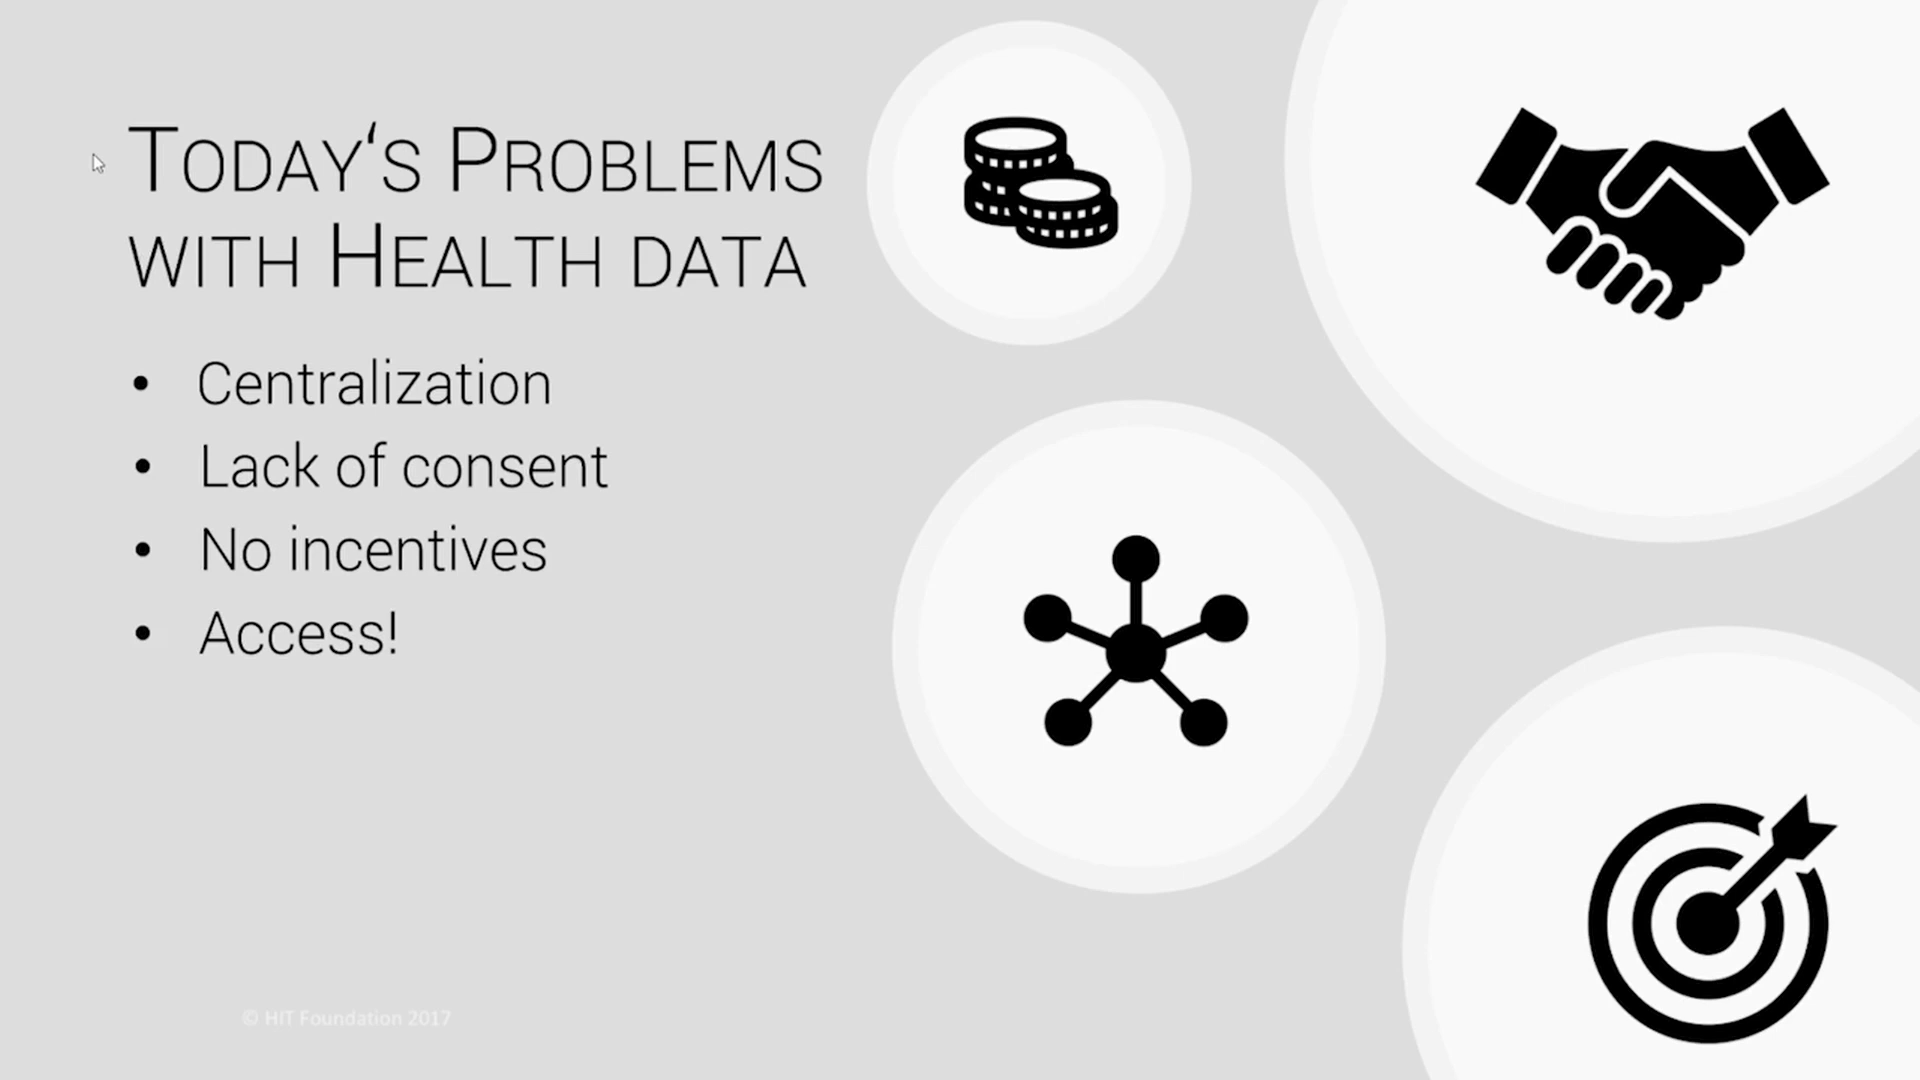 TODAY‘S PROBLEMS
WITH HEALTH DATA
• Centralization
• Lack of consent
• No incentives
• Access!
© HIT Foundation 2017